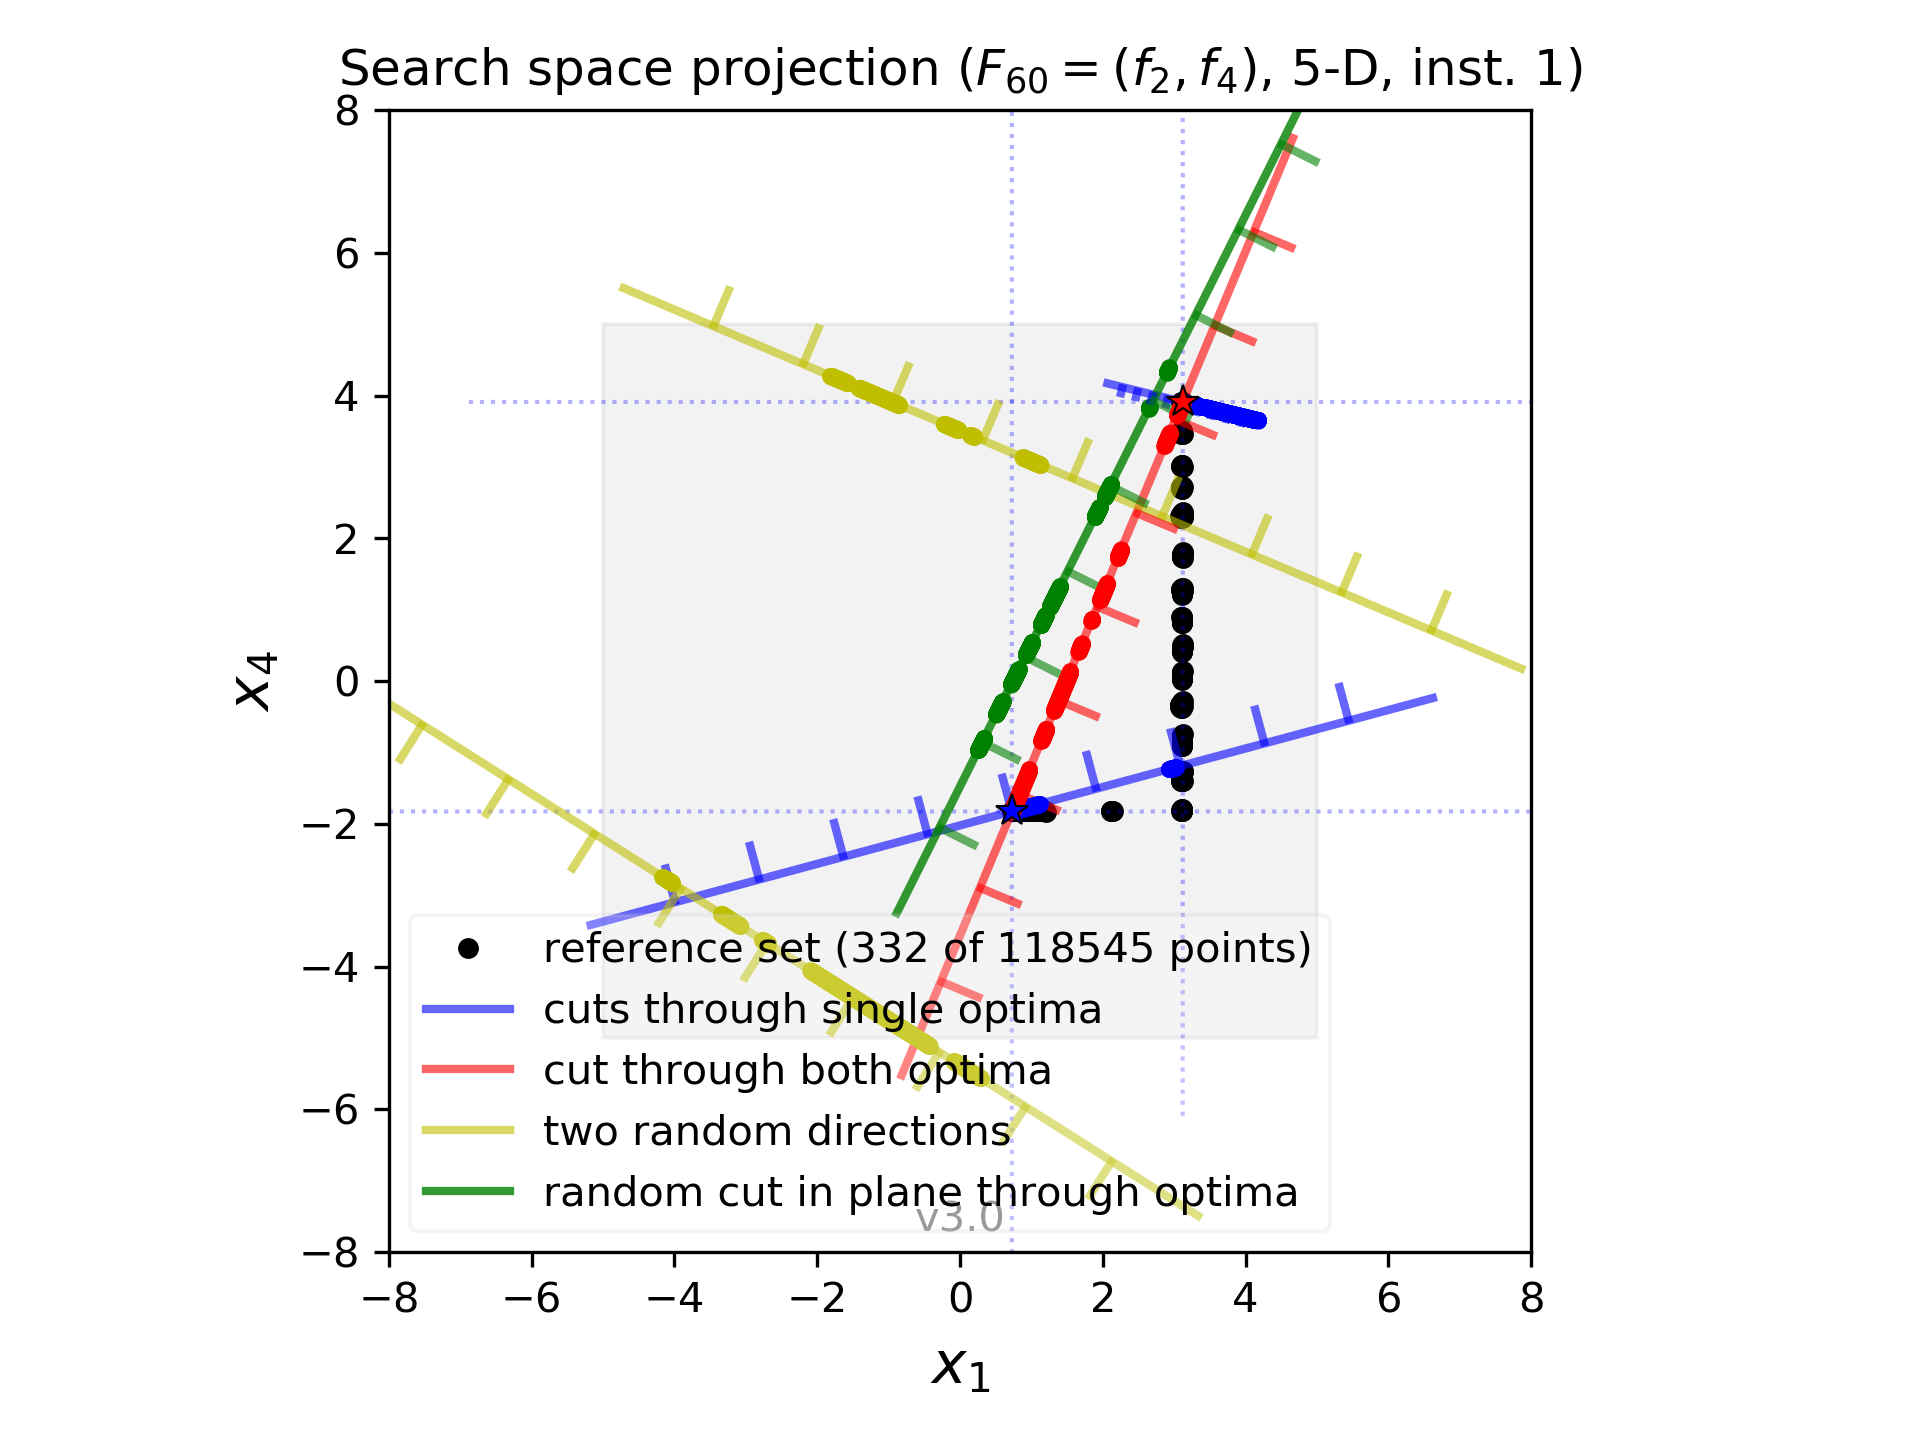 Search space projection (F₆₀ = (f₂, f₄), 5-D, inst. 1)
8
6
4
2
0
−2
−4
−6
−8
x₄
reference set (332 of 118545 points)
cuts through single optima
cut through both optima
two random directions
random cut in plane through optima
v3.0
−8 −6 −4 −2 0 2 4 6 8
x₁